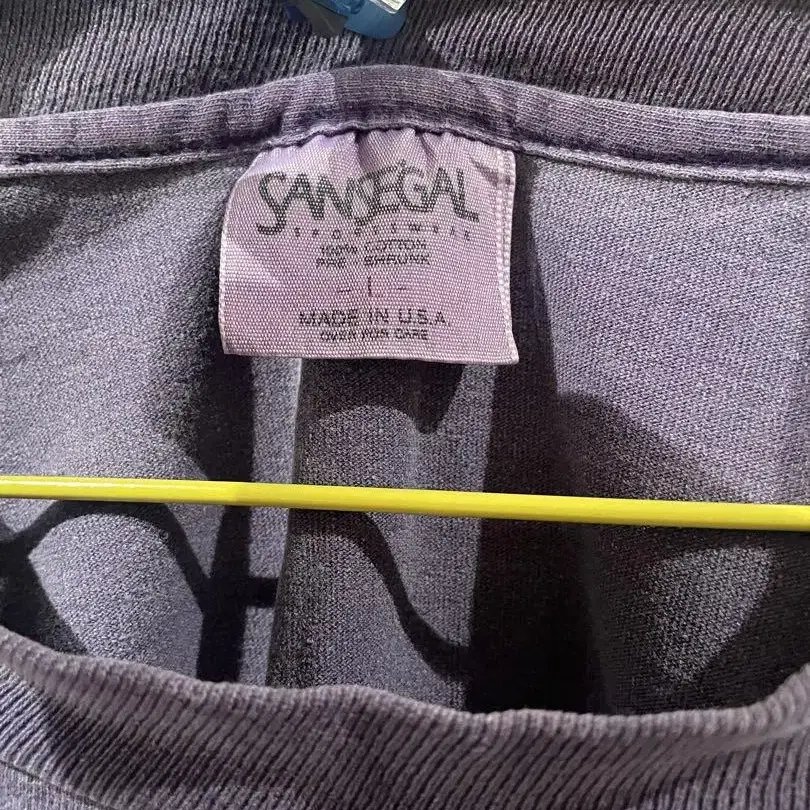 SANSEGAL
SPORTSWEAR
100% COTTON
PRE SHRUNK
MADE IN U.S.A.
OVER FOR CARE